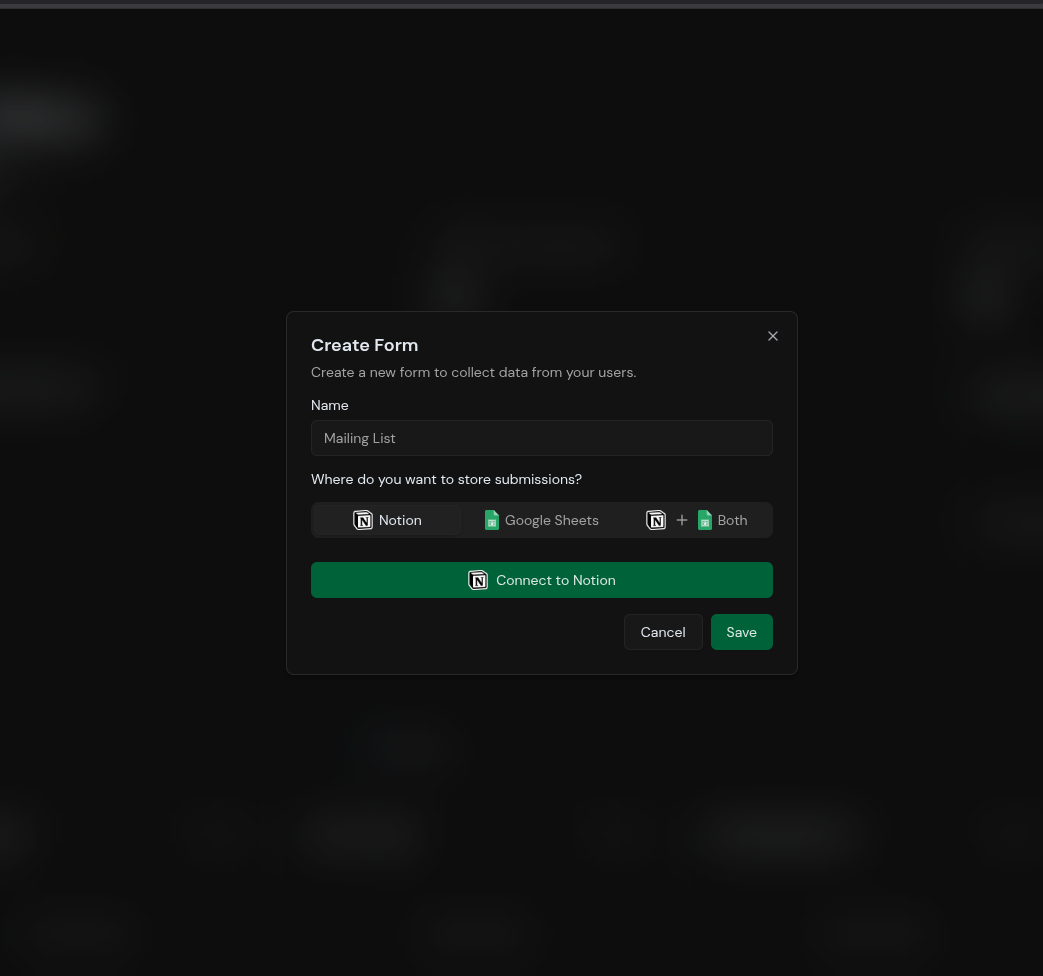 Create Form
Create a new form to collect data from your users.
Name
Mailing List
Where do you want to store submissions?
Notion Google Sheets + Both
Connect to Notion
Cancel Save